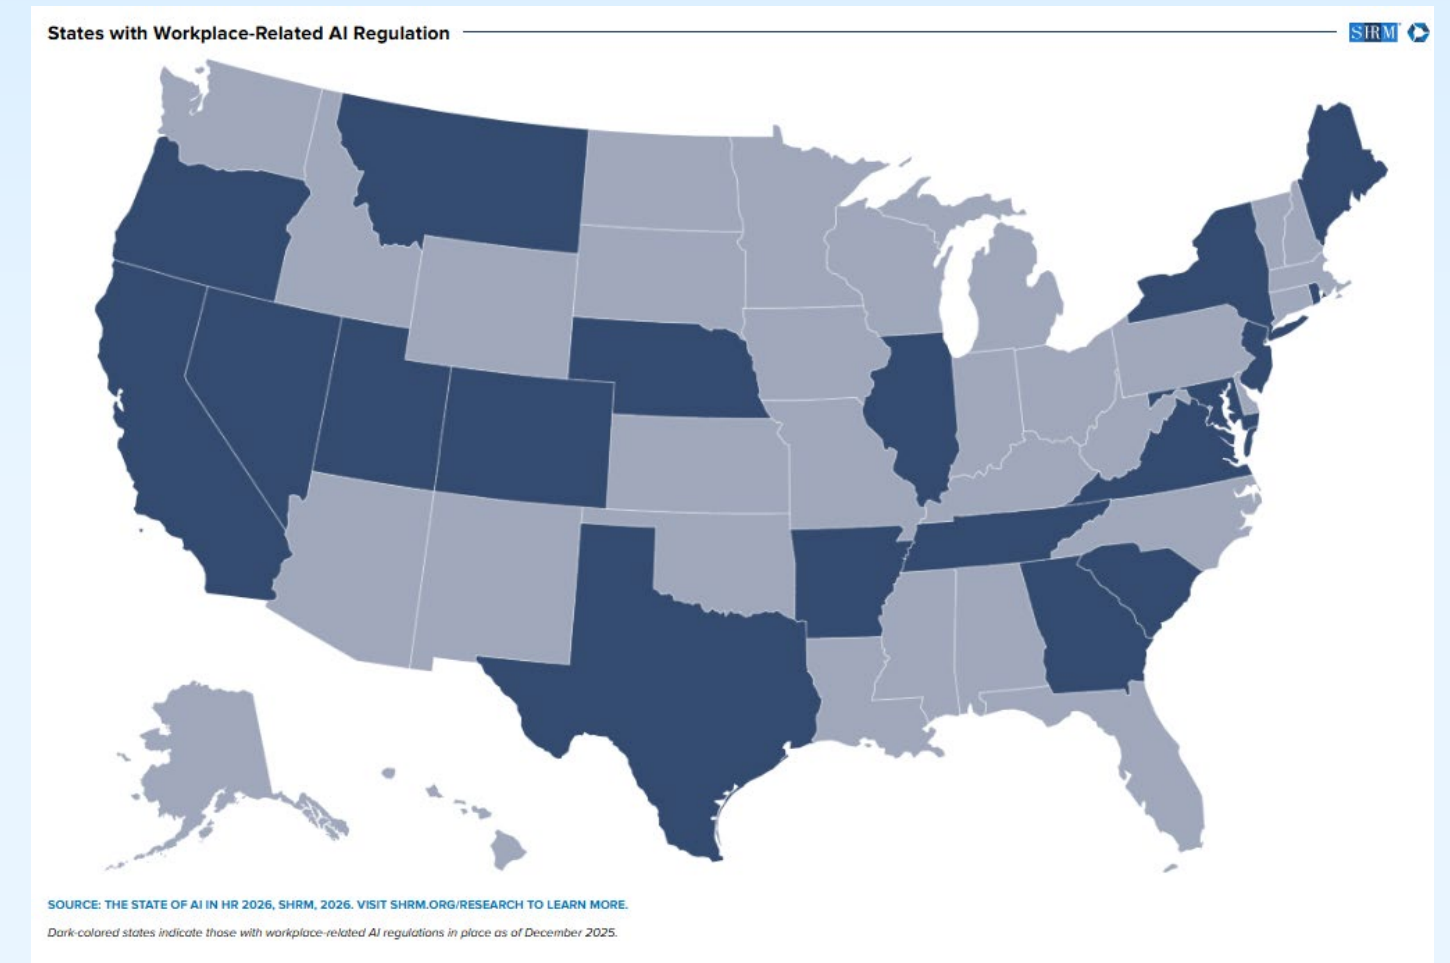 States with Workplace-Related AI Regulation
SHRM
SOURCE: THE STATE OF AI IN HR 2026, SHRM, 2026. VISIT SHRM.ORG/RESEARCH TO LEARN MORE.
Dark-colored states indicate those with workplace-related AI regulations in place as of December 2025.